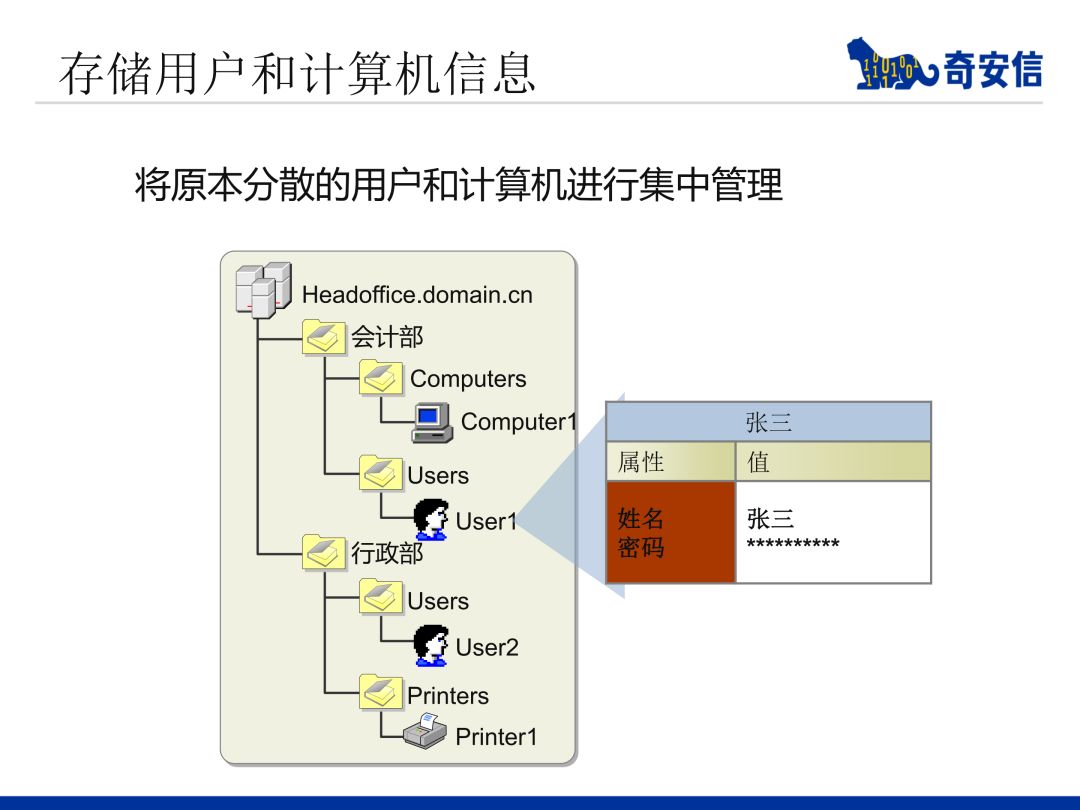 存储用户和计算机信息
奇安信
将原本分散的用户和计算机进行集中管理
Headoffice.domain.cn
会计部
Computers
Computer1
Users
User1
行政部
Users
User2
Printers
Printer1
张三
属性 值
姓名 张三
密码 **********